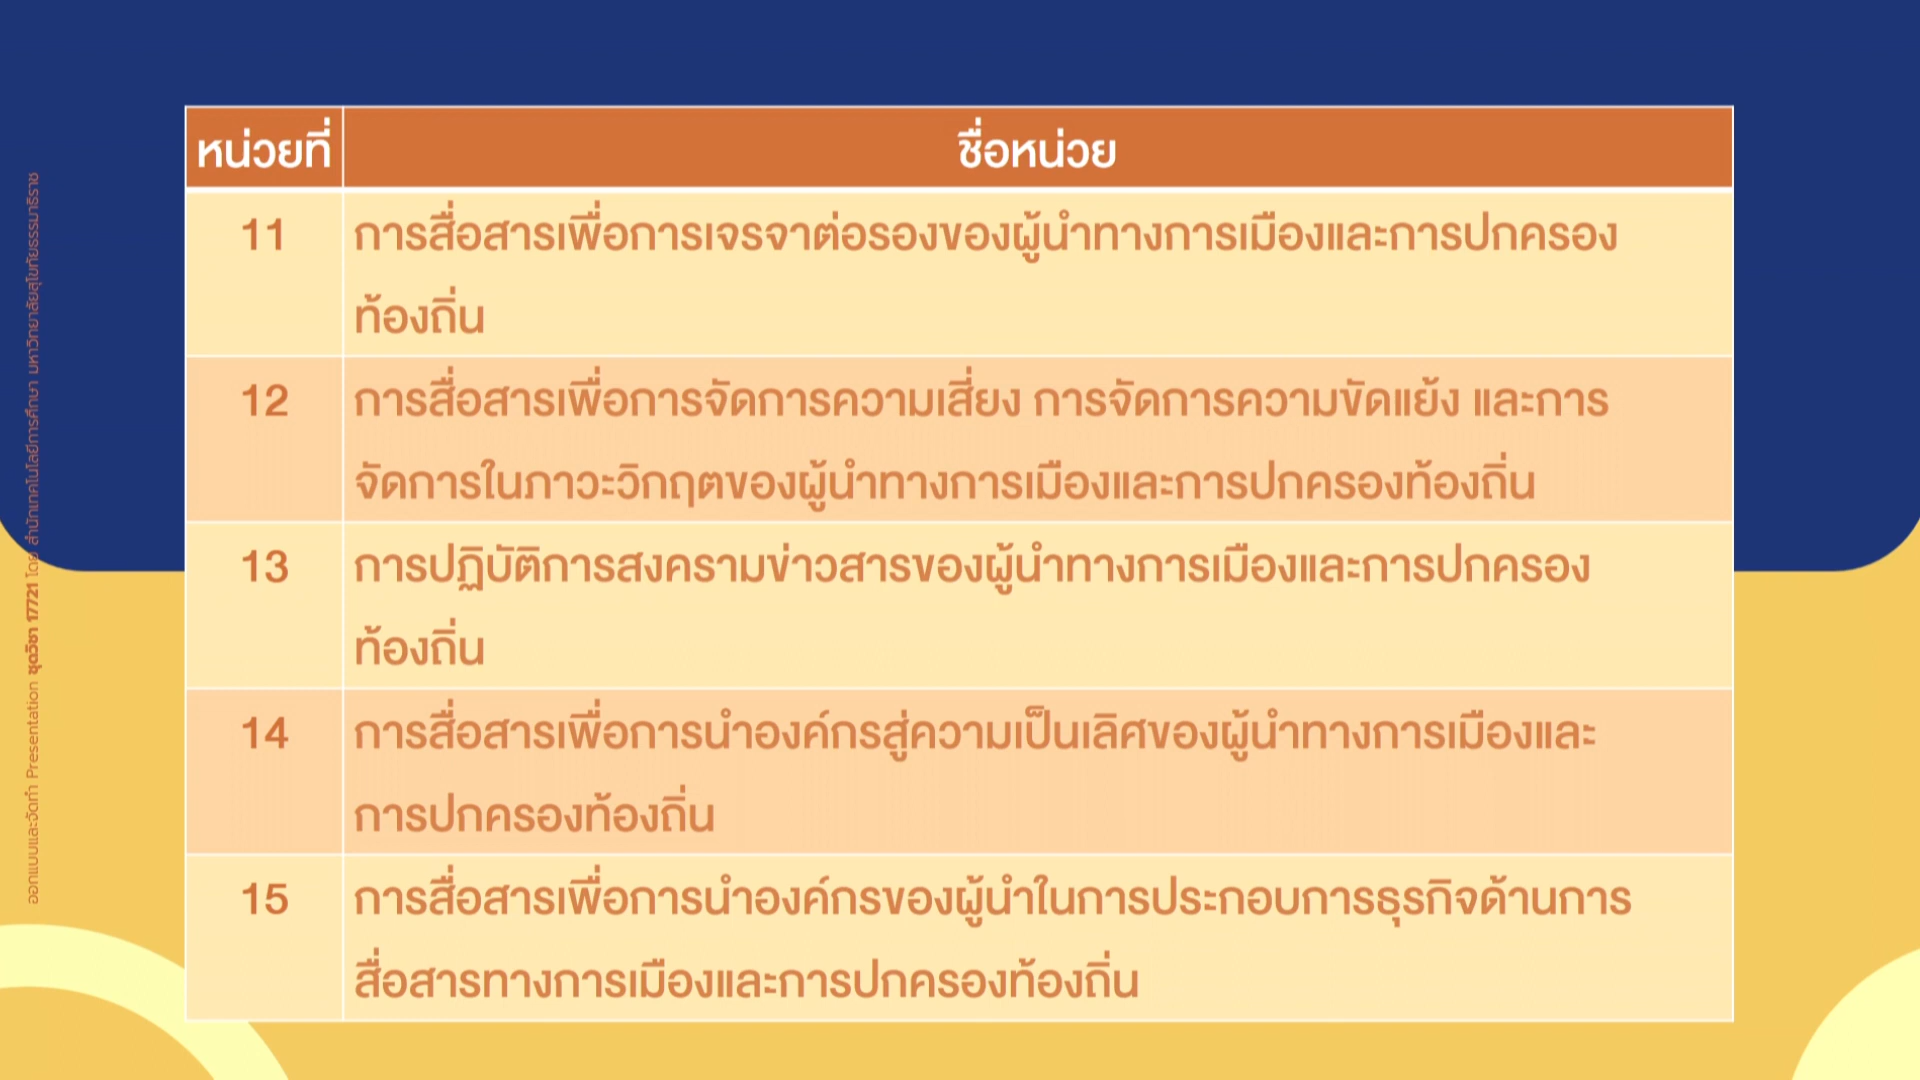 หน่วยที่ ชื่อหน่วย
11 การสื่อสารเพื่อการเจรจาต่อรองของผู้นำทางการเมืองและการปกครอง
ท้องถิ่น
12 การสื่อสารเพื่อการจัดการความเสี่ยง การจัดการความขัดแย้ง และการ
จัดการในภาวะวิกฤตของผู้นำทางการเมืองและการปกครองท้องถิ่น
13 การปฏิบัติการสงครามข่าวสารของผู้นำทางการเมืองและการปกครอง
ท้องถิ่น
14 การสื่อสารเพื่อการนำองค์กรสู่ความเป็นเลิศของผู้นำทางการเมืองและ
การปกครองท้องถิ่น
15 การสื่อสารเพื่อการนำองค์กรของผู้นำในการประกอบการธุรกิจด้านการ
สื่อสารทางการเมืองและการปกครองท้องถิ่น
ออกแบบและจัดทำ Presentation ชุดวิชา 17721 โดย สำนักเทคโนโลยีการศึกษา มหาวิทยาลัยสุโขทัยธรรมาธิราช